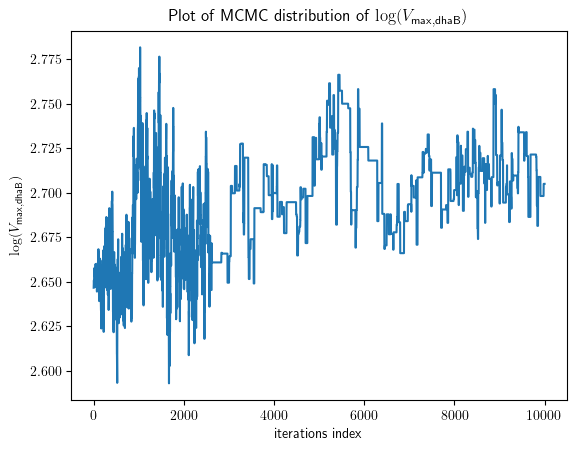 Plot of MCMC distribution of log(V_max,dhaB)
log(V_max,dhaB)
2.775
2.750
2.725
2.700
2.675
2.650
2.625
2.600
0 2000 4000 6000 8000 10000
iterations index